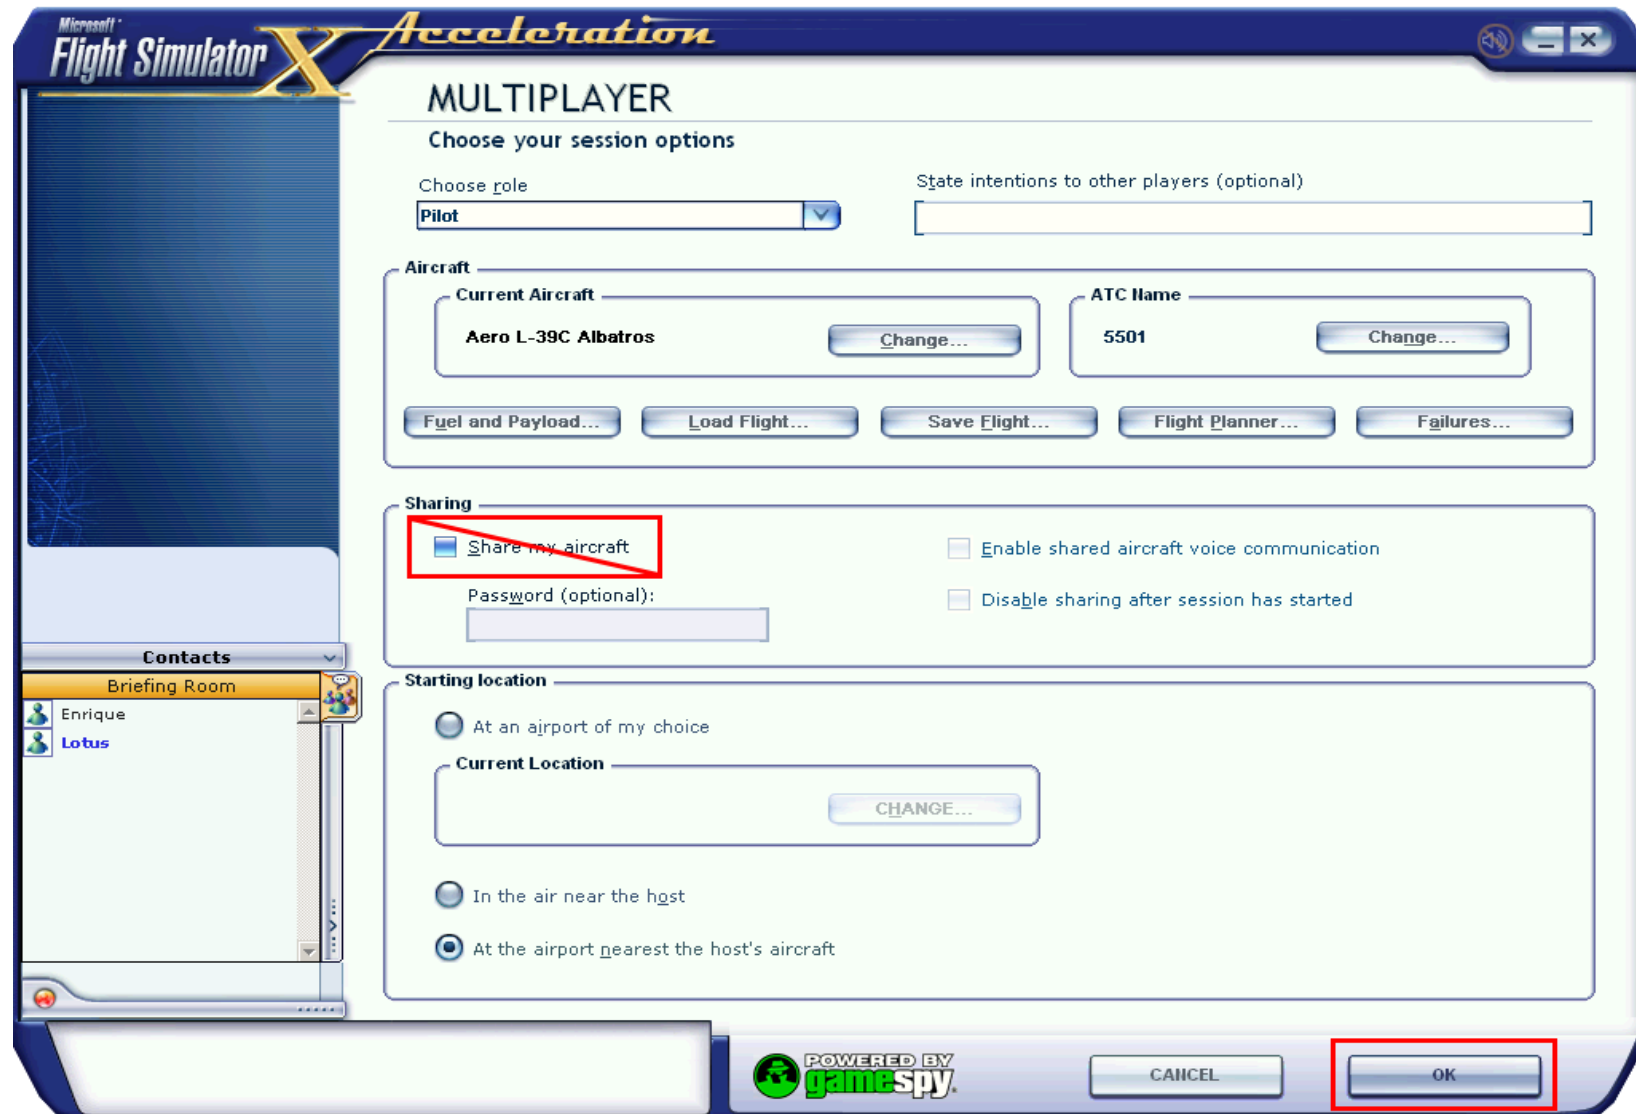 Microsoft
Flight Simulator X
Acceleration
MULTIPLAYER
Choose your session options
Choose role
State intentions to other players (optional)
Pilot
Aircraft
Current Aircraft
ATC Name
Aero L-39C Albatros
Change...
5501
Change...
Fuel and Payload...
Load Flight...
Save Flight...
Flight Planner...
Failures...
Sharing
Share my aircraft
Enable shared aircraft voice communication
Password (optional):
Disable sharing after session has started
Contacts
Briefing Room
Enrique
Lotus
Starting location
At an airport of my choice
Current Location
CHANGE...
In the air near the host
At the airport nearest the host's aircraft
POWERED BY
gamespy.
CANCEL
OK